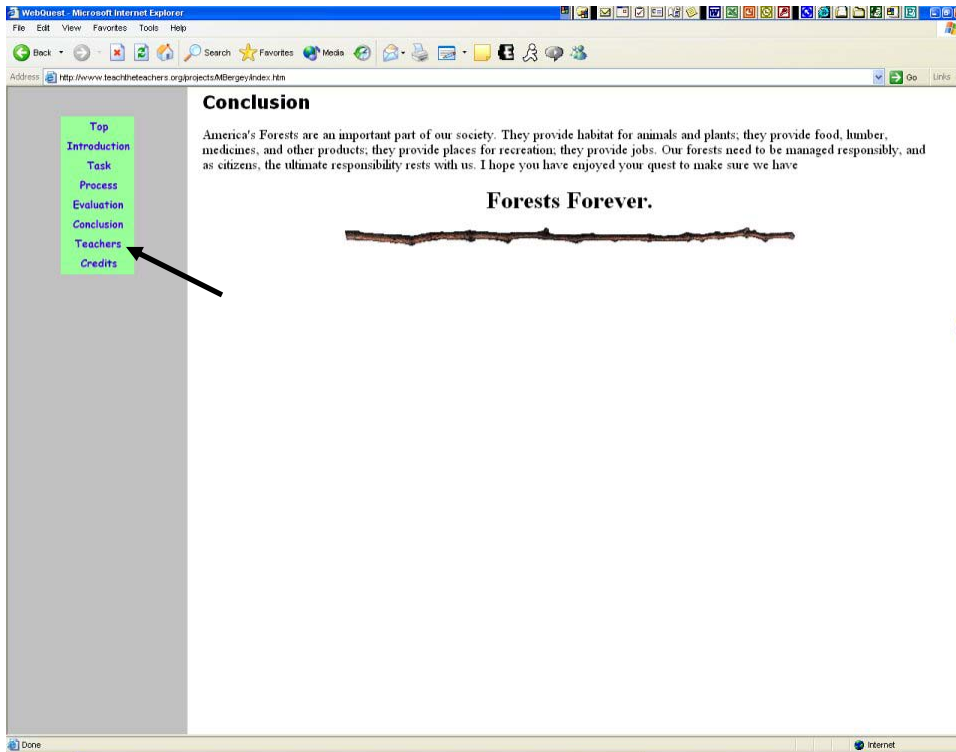 WebQuest - Microsoft Internet Explorer
File Edit View Favorites Tools Help
Back Search Favorites Media
Address http://www.teachtheteachers.org/projects/MBergey/index.htm Go Links
Conclusion
Top
Introduction
Task
Process
Evaluation
Conclusion
Teachers
Credits
America's Forests are an important part of our society. They provide habitat for animals and plants; they provide food, lumber,
medicines, and other products; they provide places for recreation; they provide jobs. Our forests need to be managed responsibly, and
as citizens, the ultimate responsibility rests with us. I hope you have enjoyed your quest to make sure we have
Forests Forever.
Done Internet